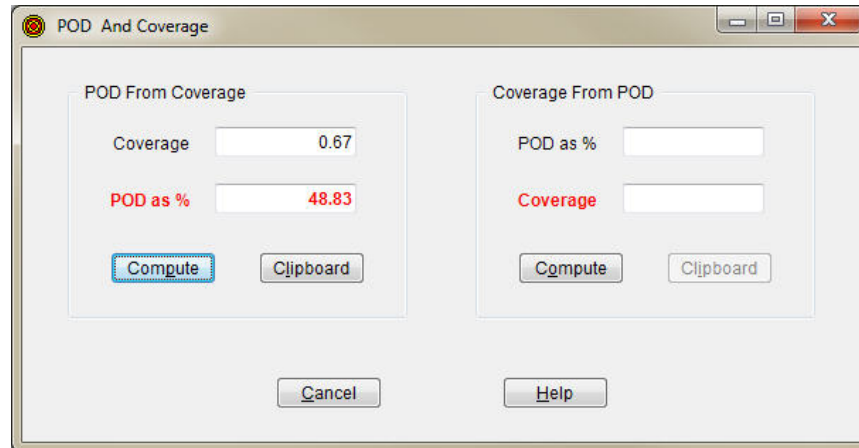 POD And Coverage
POD From Coverage
Coverage 0.67
POD as % 48.83
Compute Clipboard
Coverage From POD
POD as %
Coverage
Compute Clipboard
Cancel Help